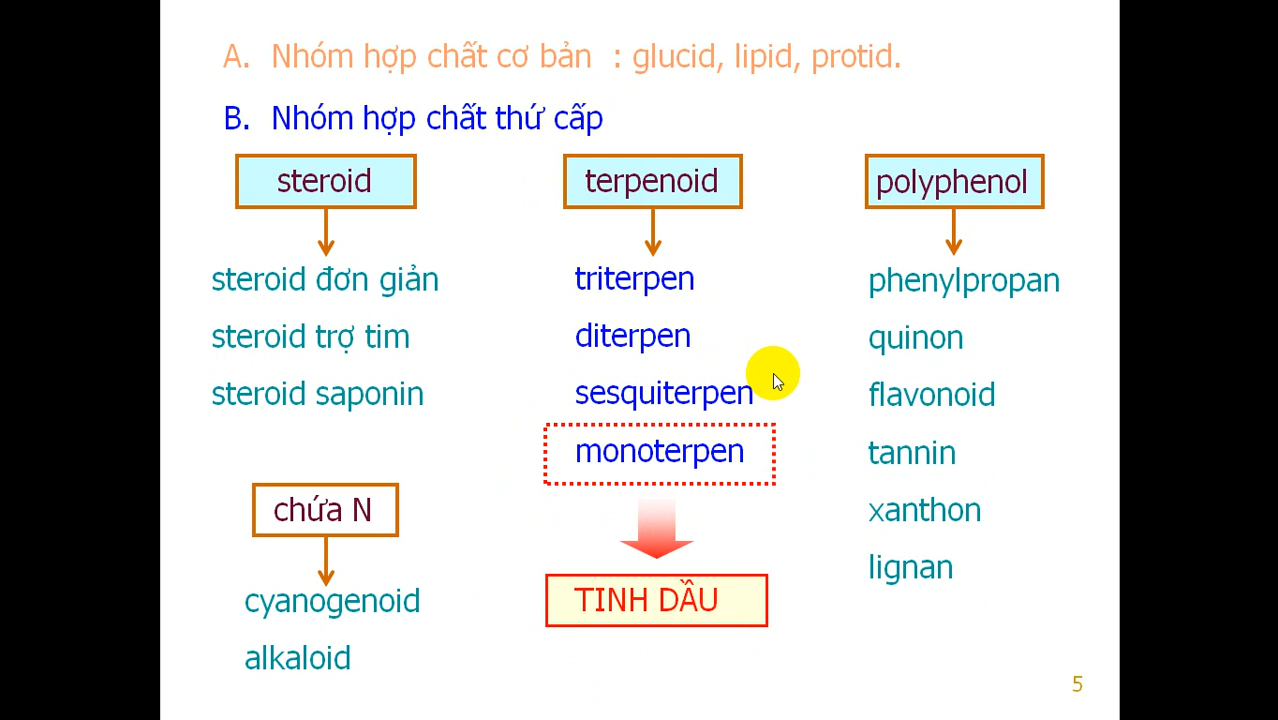 A. Nhóm hợp chất cơ bản : glucid, lipid, protid.
B. Nhóm hợp chất thứ cấp
steroid
steroid đơn giản
steroid trợ tim
steroid saponin
chứa N
cyanogenoid
alkaloid
terpenoid
triterpen
diterpen
sesquiterpen
monoterpen
TINH DẦU
polyphenol
phenylpropan
quinon
flavonoid
tannin
xanthon
lignan
5